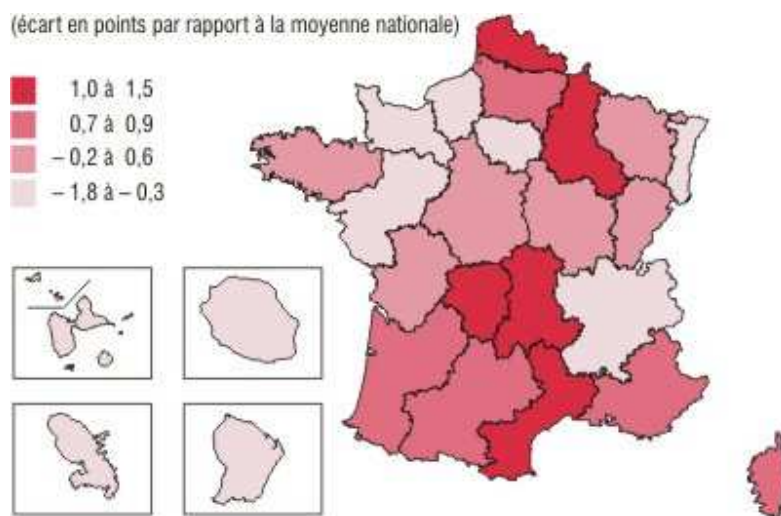 (écart en points par rapport à la moyenne nationale)
1,0 à 1,5
0,7 à 0,9
– 0,2 à 0,6
– 1,8 à – 0,3